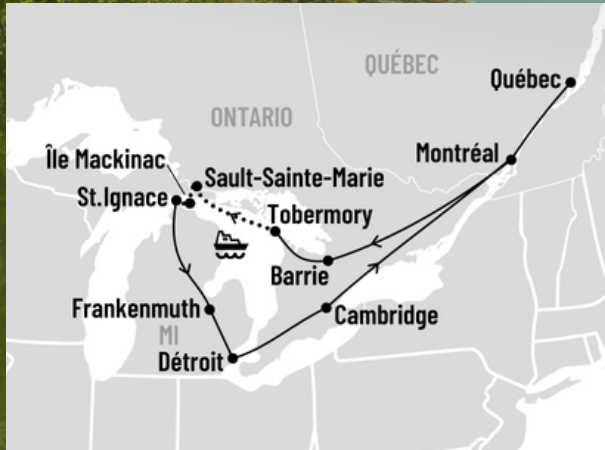 QUÉBEC
Québec
ONTARIO
Montréal
Île Mackinac
Sault-Sainte-Marie
St.Ignace
Tobermory
Barrie
Frankenmuth
Cambridge
MI
Détroit